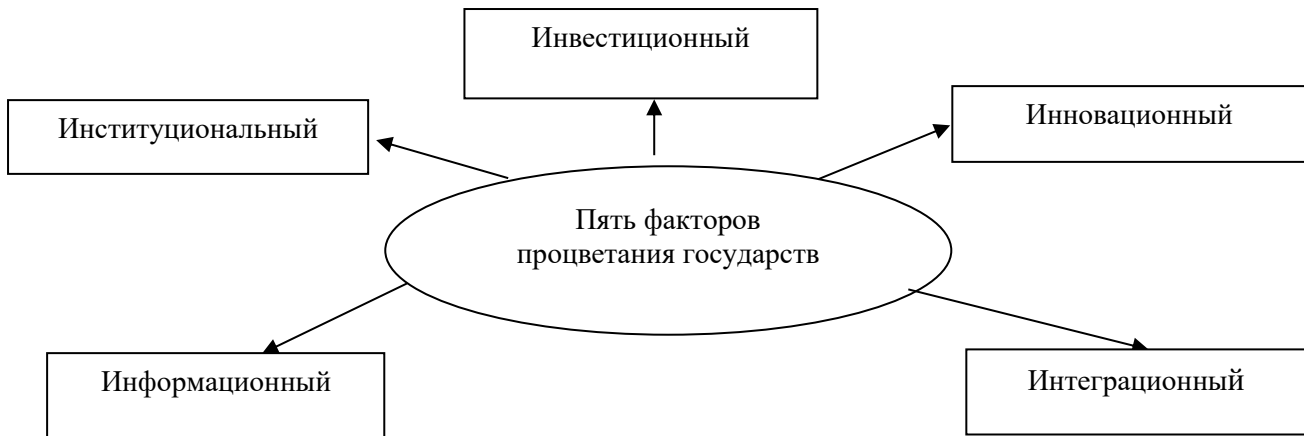 Инвестиционный
Институциональный
Инновационный
Пять факторов
процветания государств
Информационный
Интеграционный